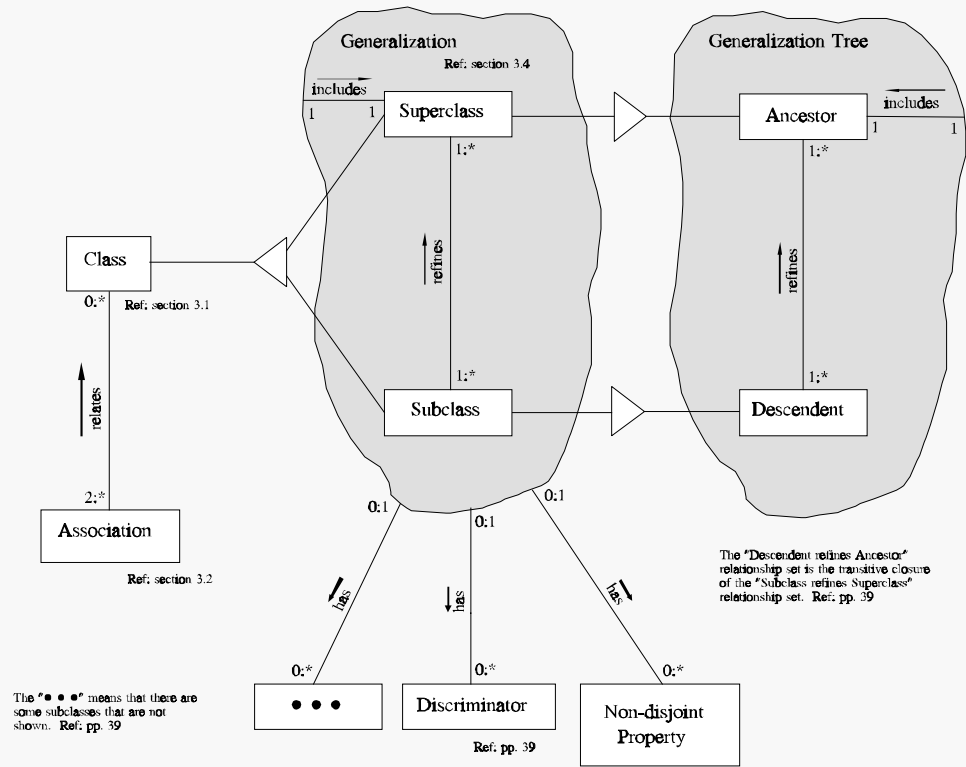 Generalization
Generalization Tree
Ref: section 3.4
includes
1
1
Superclass
Ancestor
includes
1
1
1:*
1:*
refines
refines
Class
0:*
Ref: section 3.1
relates
1:*
1:*
Subclass
Descendent
2:*
Association
Ref: section 3.2
0:1
0:1
0:1
The "Descendent refines Ancestor"
relationship set is the transitive closure
of the "Subclass refines Superclass"
relationship set. Ref: pp. 39
has
has
has
0:*
0:*
0:*
The "● ● ●" means that there are
some subclasses that are not
shown. Ref: pp. 39
● ● ●
Discriminator
Non-disjoint
Property
Ref: pp. 39